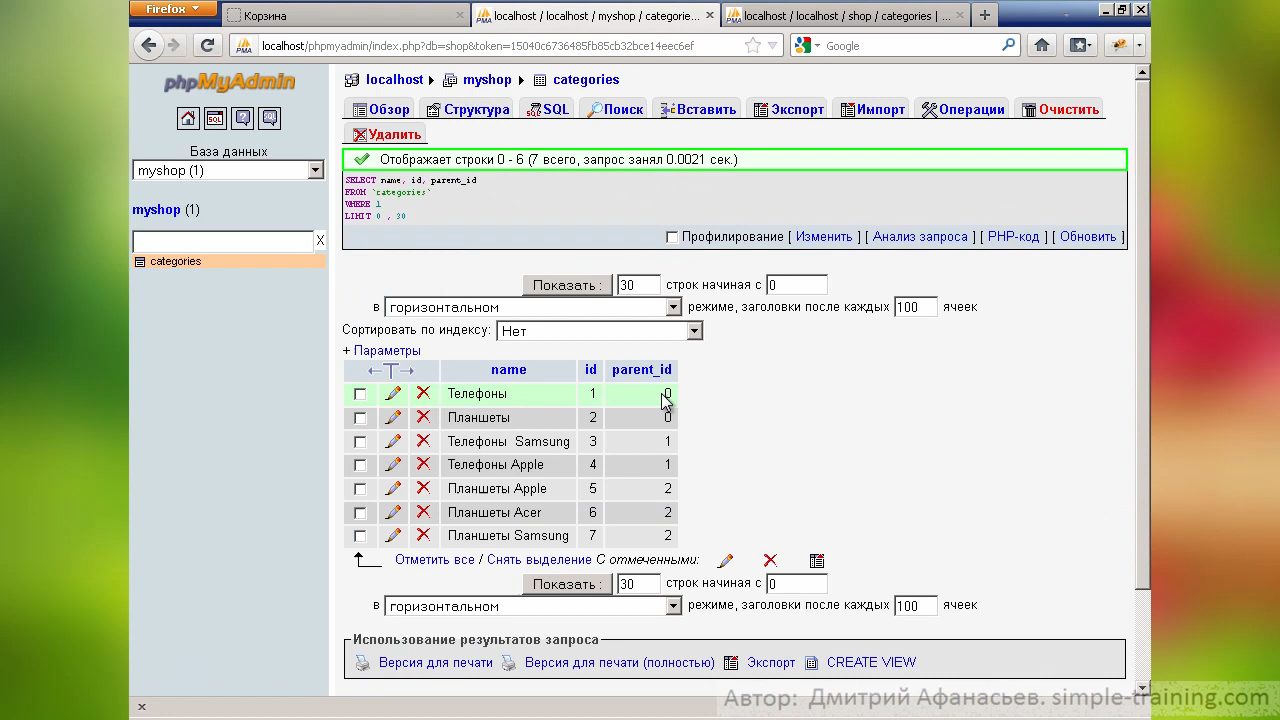 Firefox
Корзина
localhost / localhost / myshop / categorie...
localhost / localhost / shop / categories | ...
localhost/phpmyadmin/index.php?db=shop&token=15040c6736485fb85cb32bce14eec6ef
Google
phpMyAdmin
База данных
myshop (1)
myshop (1)
X
categories
localhost
myshop
categories
Обзор
Структура
SQL
Поиск
Вставить
Экспорт
Импорт
Операции
Очистить
Удалить
Отображает строки 0 - 6 (7 всего, запрос занял 0.0021 сек.)
SELECT name, id, parent_id
FROM `categories`
WHERE 1
LIMIT 0 , 30
Профилирование [ Изменить ] [ Анализ запроса ] [ PHP-код ] [ Обновить ]
Показать : 30 строк начиная с 0
в горизонтальном режиме, заголовки после каждых 100 ячеек
Сортировать по индексу: Нет
+ Параметры
name id parent_id
Телефоны 1 0
Планшеты 2 0
Телефоны Samsung 3 1
Телефоны Apple 4 1
Планшеты Apple 5 2
Планшеты Acer 6 2
Планшеты Samsung 7 2
Отметить все / Снять выделение С отмеченными:
Показать : 30 строк начиная с 0
в горизонтальном режиме, заголовки после каждых 100 ячеек
Использование результатов запроса
Версия для печати
Версия для печати (полностью)
Экспорт
CREATE VIEW
Автор: Дмитрий Афанасьев. simple-training.com